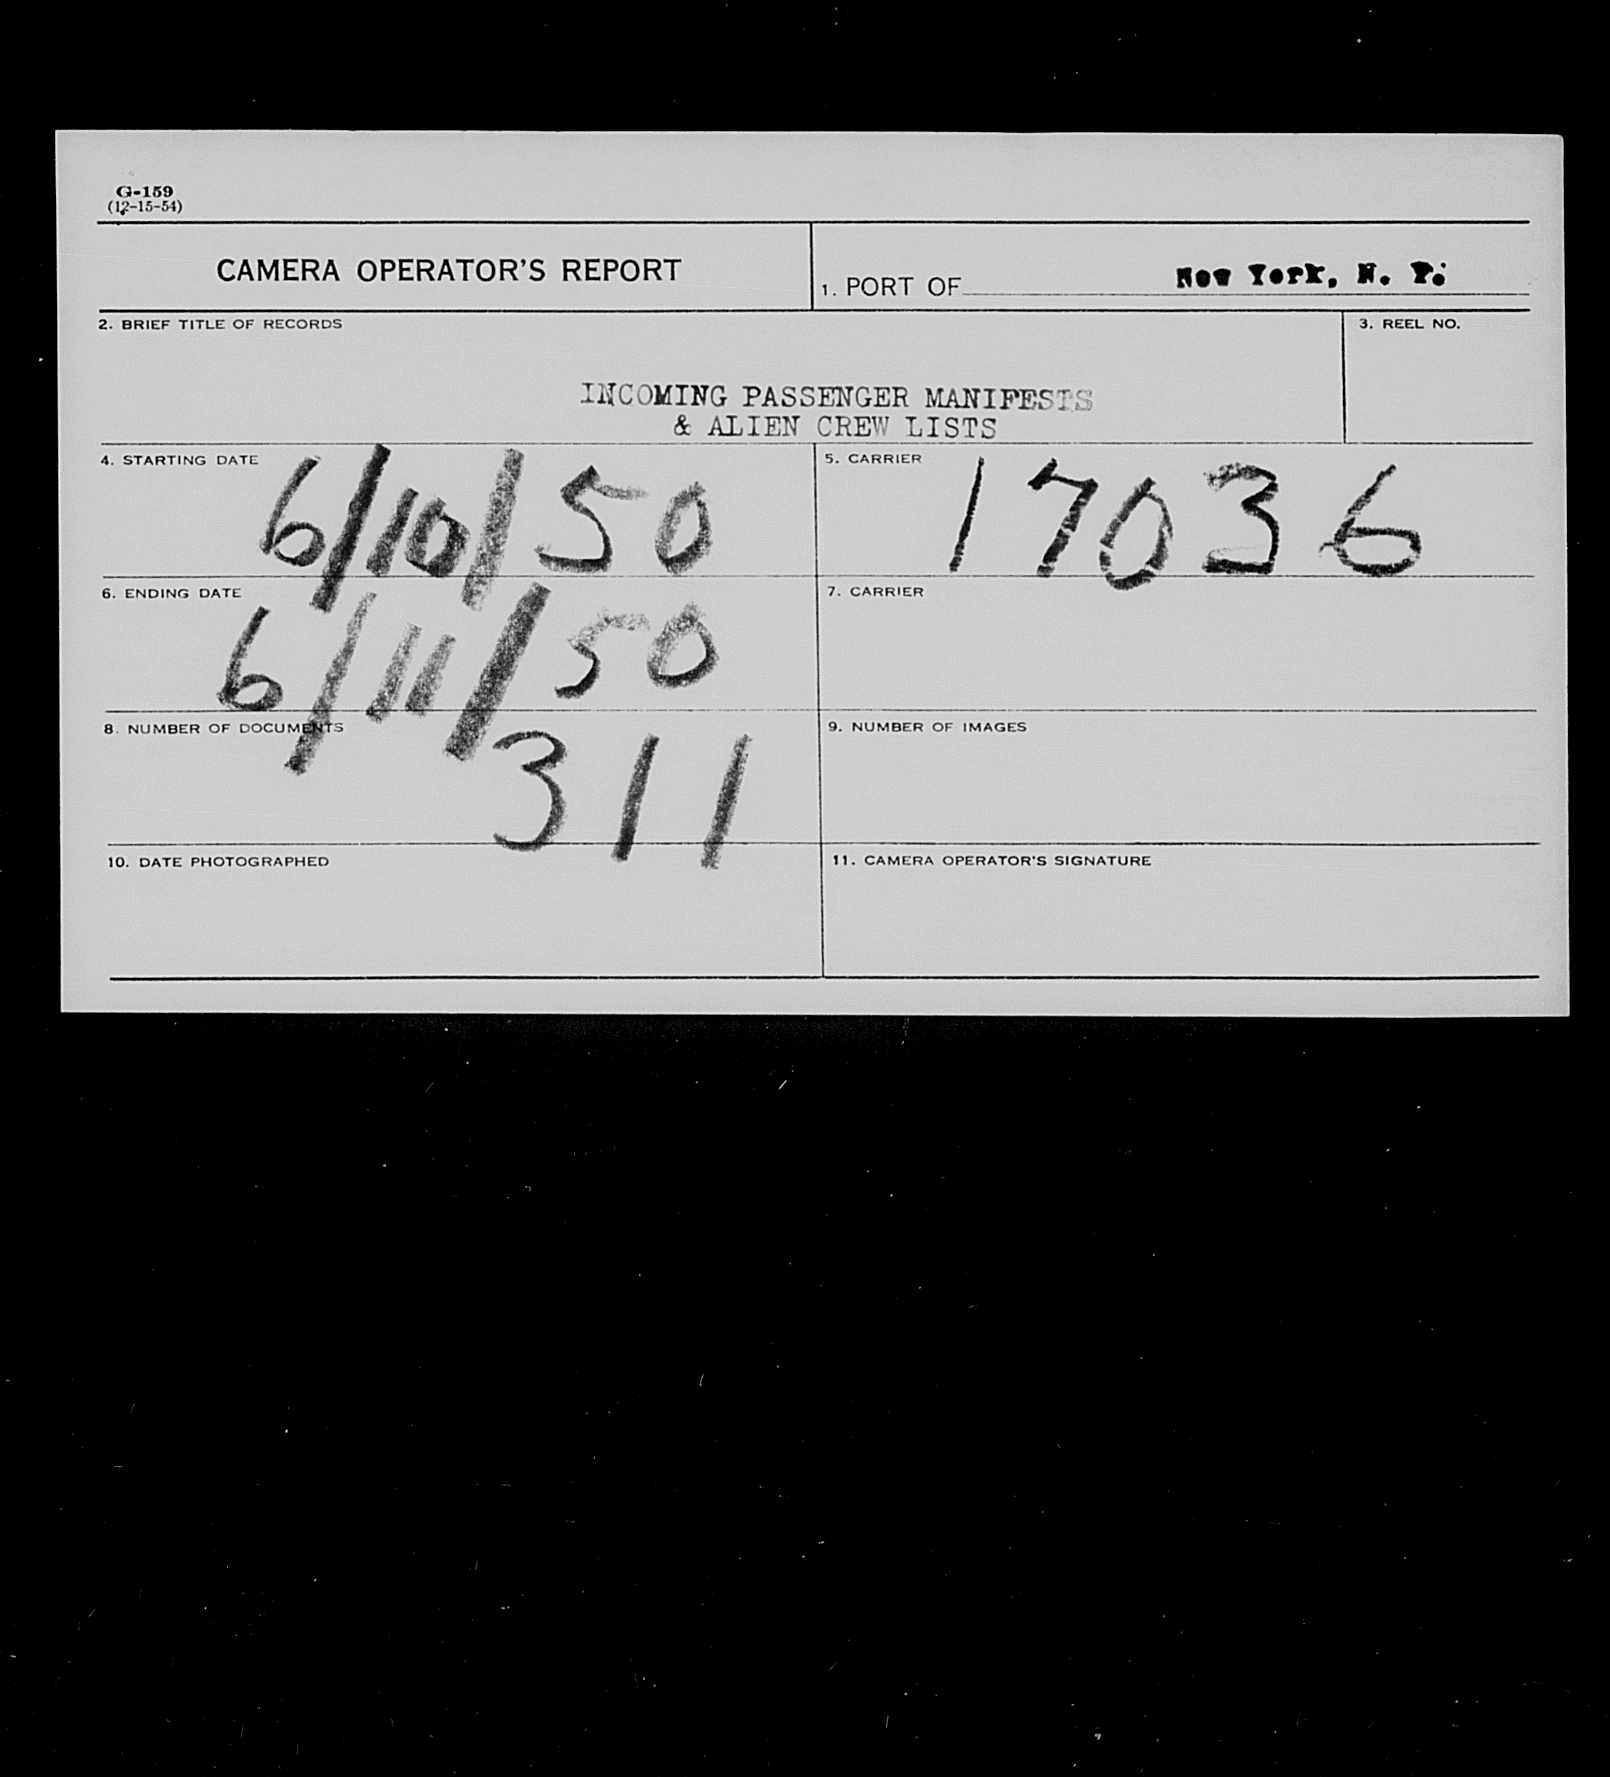 G-159
(12-15-54)
CAMERA OPERATOR'S REPORT
1. PORT OF New York, N. Y.
2. BRIEF TITLE OF RECORDS
3. REEL NO.
INCOMING PASSENGER MANIFESTS
& ALIEN CREW LISTS
4. STARTING DATE
6/10/50
5. CARRIER
17036
6. ENDING DATE
6/11/50
7. CARRIER
8. NUMBER OF DOCUMENTS
311
9. NUMBER OF IMAGES
10. DATE PHOTOGRAPHED
11. CAMERA OPERATOR'S SIGNATURE